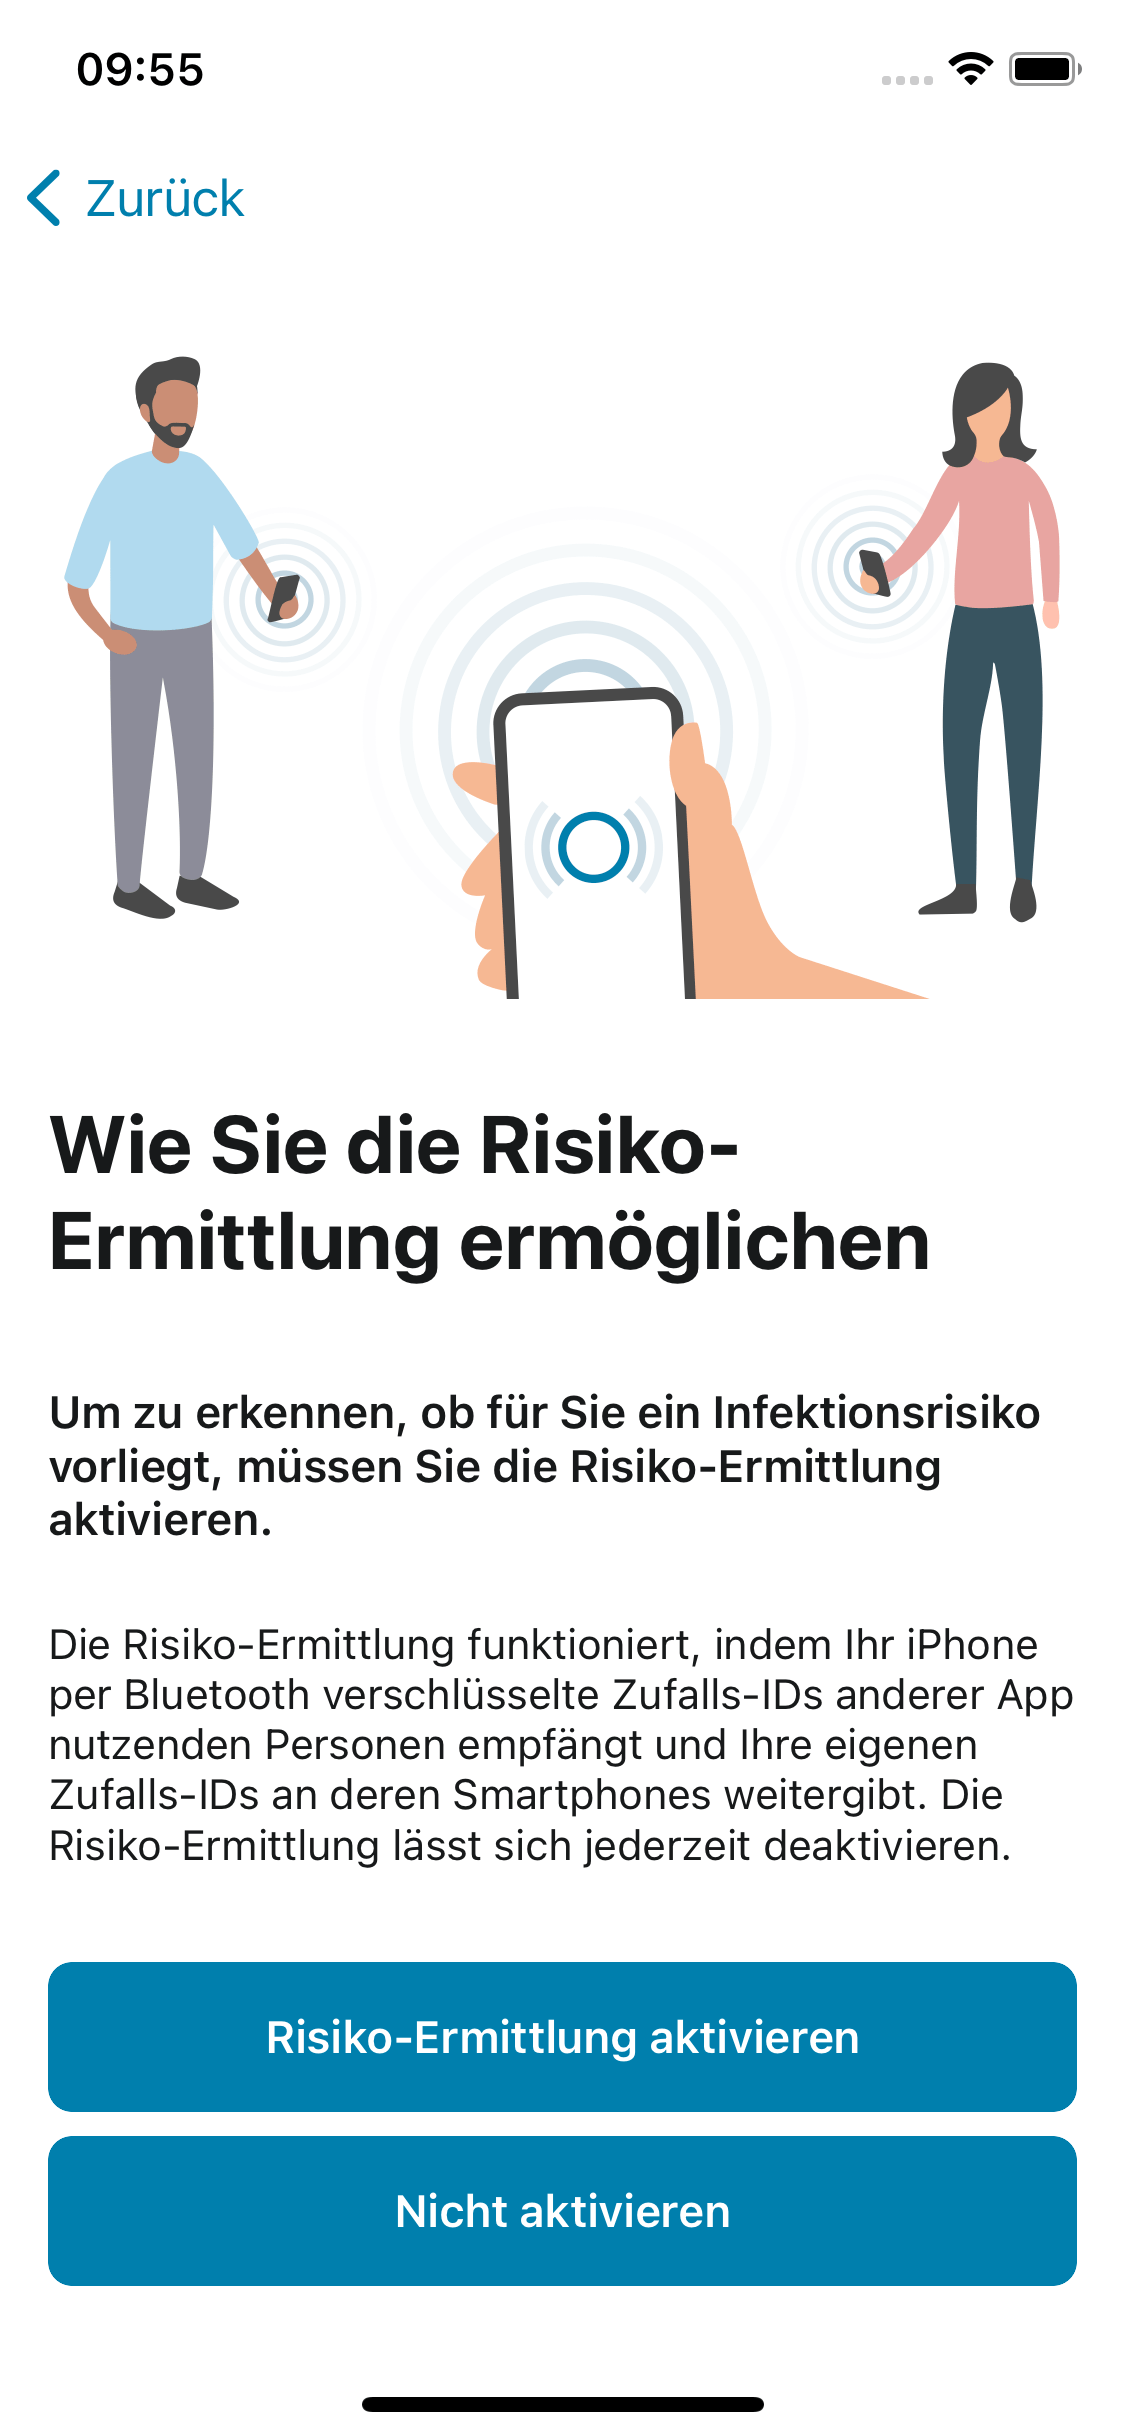 09:55
Zurück
Wie Sie die Risiko-
Ermittlung ermöglichen
Um zu erkennen, ob für Sie ein Infektionsrisiko
vorliegt, müssen Sie die Risiko-Ermittlung
aktivieren.
Die Risiko-Ermittlung funktioniert, indem Ihr iPhone
per Bluetooth verschlüsselte Zufalls-IDs anderer App
nutzenden Personen empfängt und Ihre eigenen
Zufalls-IDs an deren Smartphones weitergibt. Die
Risiko-Ermittlung lässt sich jederzeit deaktivieren.
Risiko-Ermittlung aktivieren
Nicht aktivieren